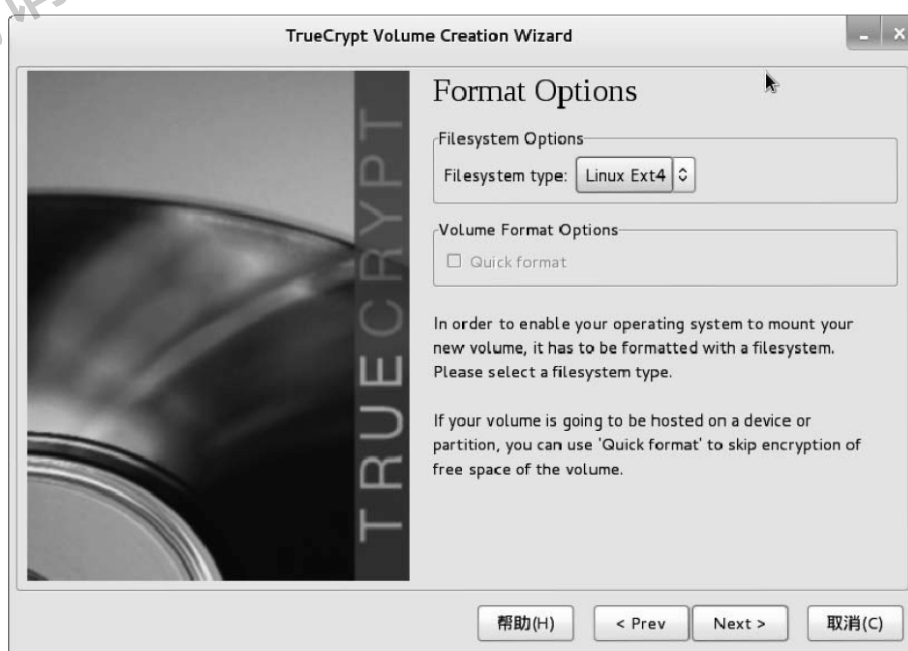 TrueCrypt Volume Creation Wizard
TRUECRYPT
Format Options
Filesystem Options
Filesystem type: Linux Ext4
Volume Format Options
Quick format
In order to enable your operating system to mount your
new volume, it has to be formatted with a filesystem.
Please select a filesystem type.
If your volume is going to be hosted on a device or
partition, you can use 'Quick format' to skip encryption of
free space of the volume.
帮助(H) < Prev Next > 取消(C)